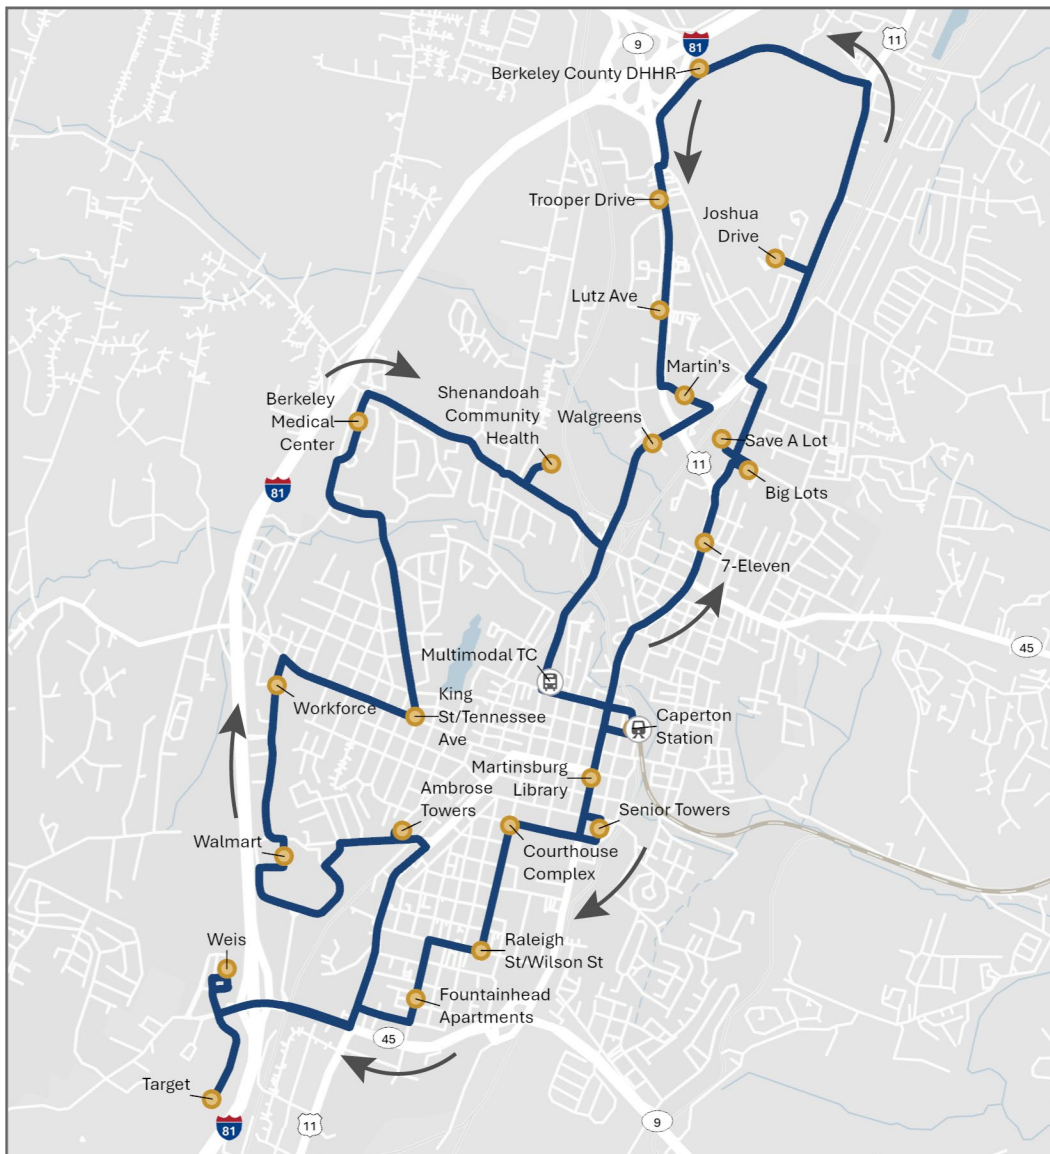 9
81
11
Berkeley County DHHR
Trooper Drive
Joshua
Drive
Lutz Ave
Martin's
Berkeley
Medical
Center
Shenandoah
Community
Health
Walgreens
Save A Lot
11
Big Lots
81
7-Eleven
45
Multimodal TC
Workforce
King
St/Tennessee
Ave
Caperton
Station
Martinsburg
Library
Ambrose
Towers
Senior Towers
Walmart
Courthouse
Complex
Weis
Raleigh
St/Wilson St
Fountainhead
Apartments
45
Target
81
11
9